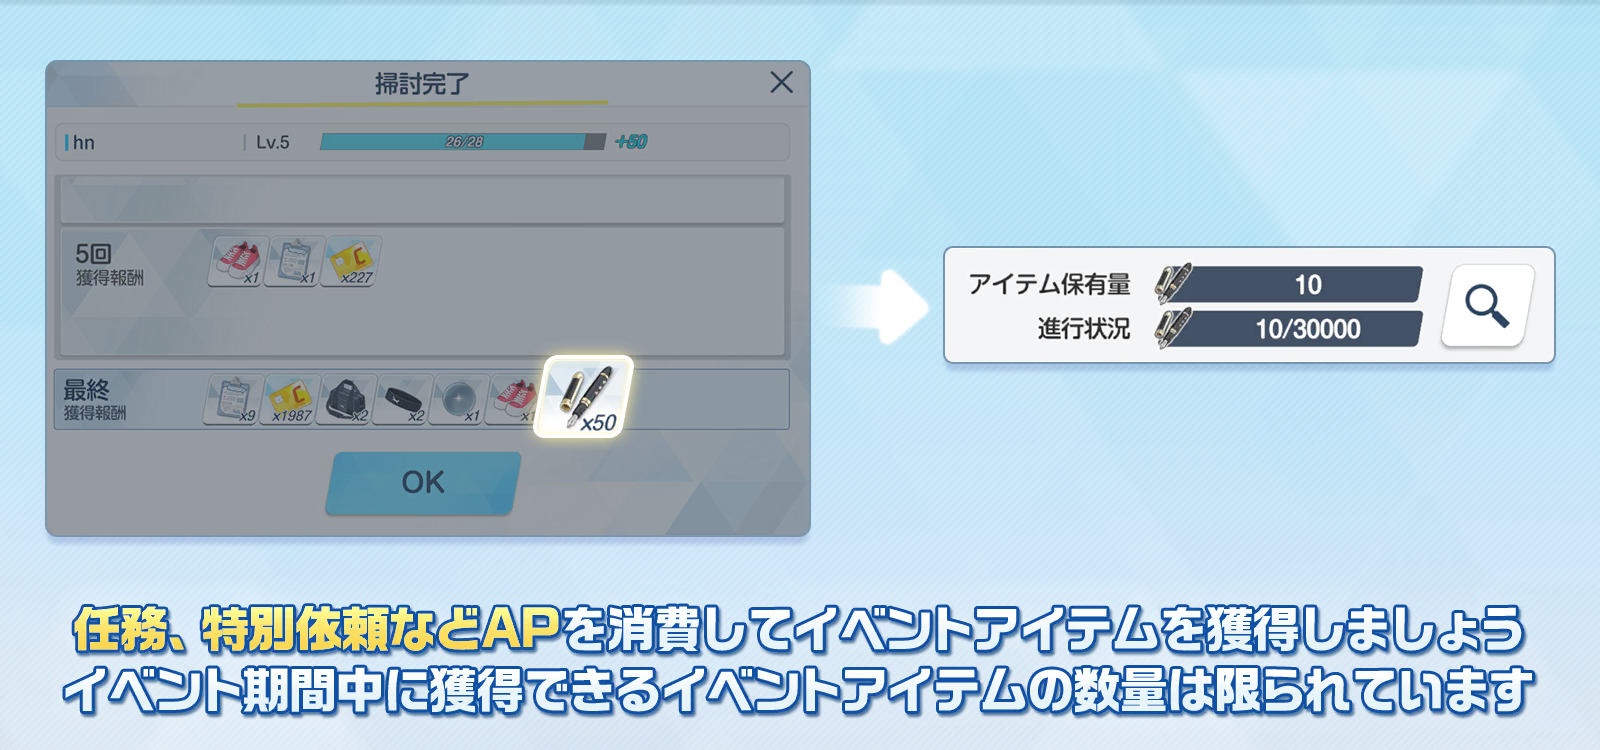 掃討完了
hn
Lv.5
26/28
+50
5回
獲得報酬
x1
x1
C
x227
最終
獲得報酬
x9
C
x1987
x2
x2
x1
x1
x50
OK
アイテム保有量
10
進行状況
10/30000
任務、特別依頼などAPを消費してイベントアイテムを獲得しましょう
イベント期間中に獲得できるイベントアイテムの数量は限られています